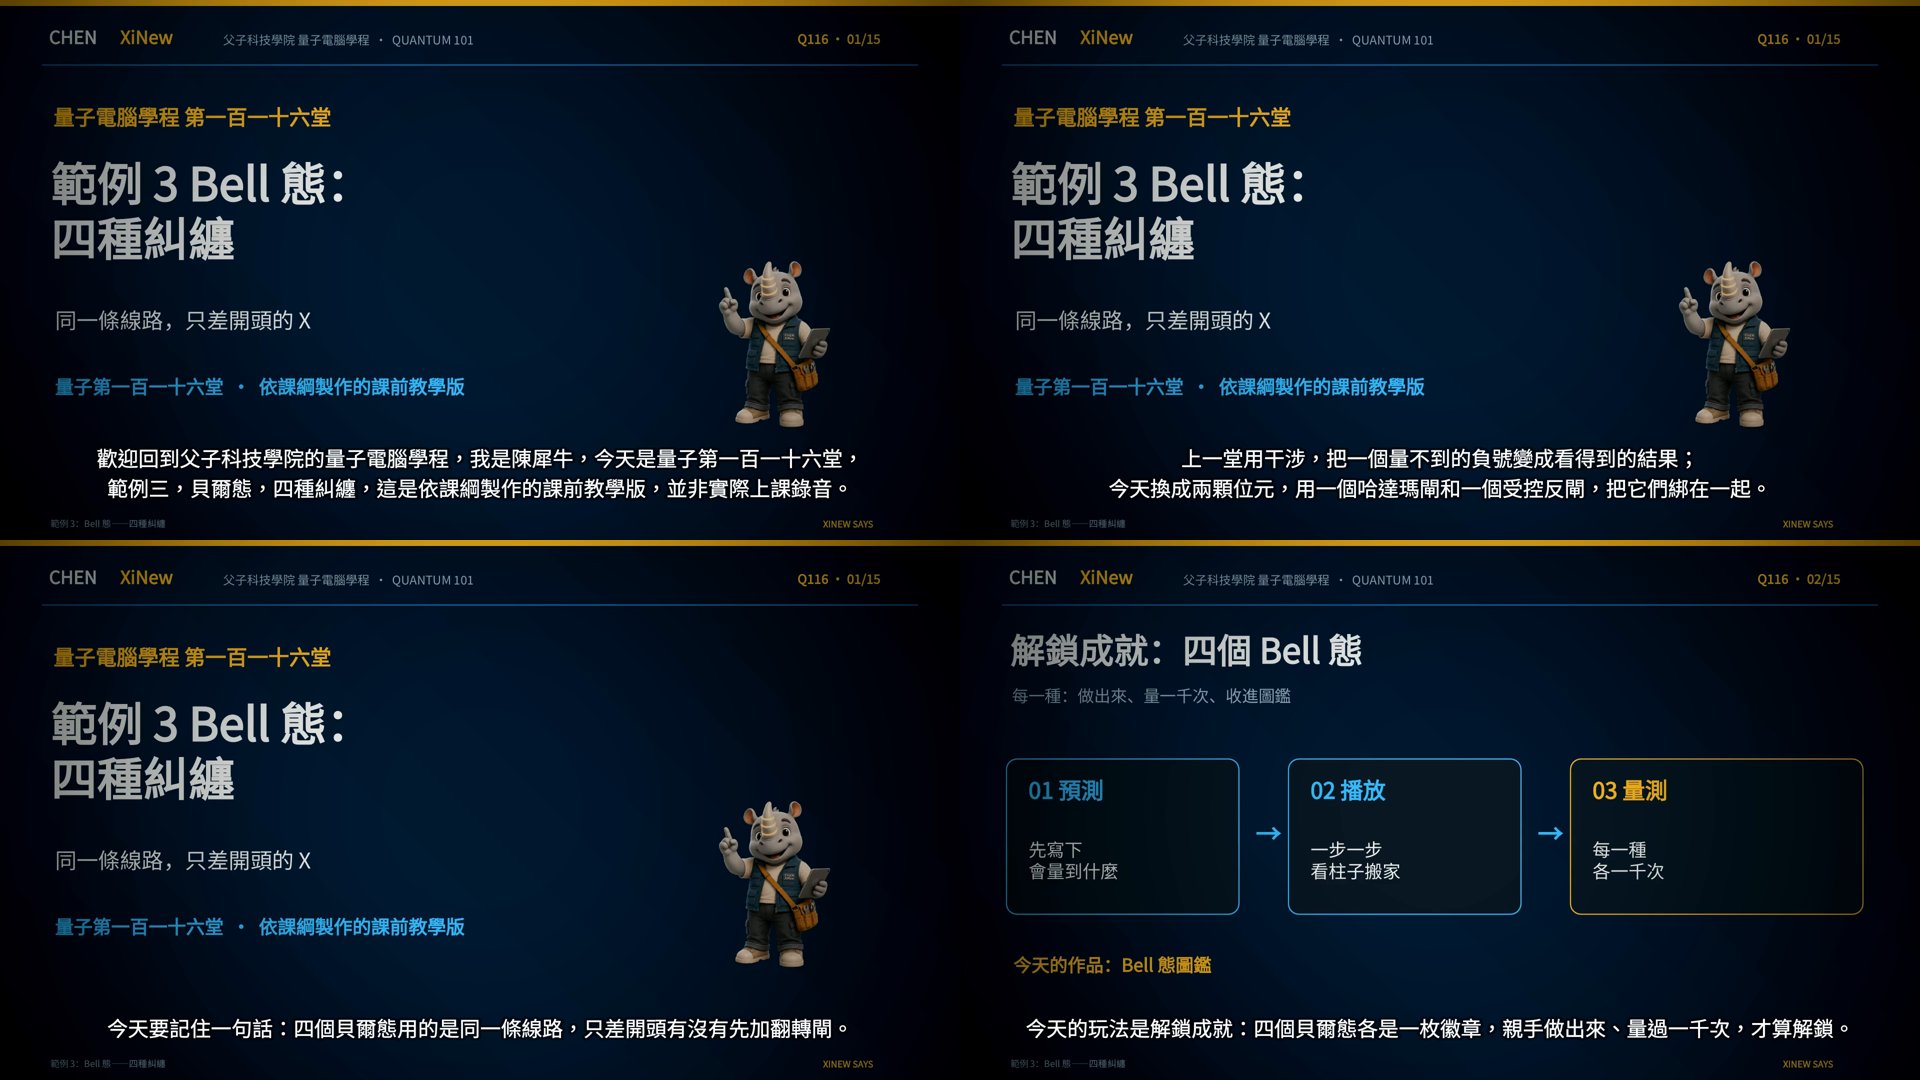 CHEN XiNew 父子科技學院 量子電腦學程 · QUANTUM 101 Q116 · 01/15
量子電腦學程 第一百一十六堂
範例 3 Bell 態：
四種糾纏
同一條線路，只差開頭的 X
量子第一百一十六堂 · 依課綱製作的課前教學版
歡迎回到父子科技學院的量子電腦學程，我是陳犀牛，今天是量子第一百一十六堂，
範例三，貝爾態，四種糾纏，這是依課綱製作的課前教學版，並非實際上課錄音。
範例 3：Bell 態——四種糾纏 XINEW SAYS
CHEN XiNew 父子科技學院 量子電腦學程 · QUANTUM 101 Q116 · 01/15
量子電腦學程 第一百一十六堂
範例 3 Bell 態：
四種糾纏
同一條線路，只差開頭的 X
量子第一百一十六堂 · 依課綱製作的課前教學版
上一堂用干涉，把一個量不到的負號變成看得到的結果；
今天換成兩顆位元，用一個哈達瑪閘和一個受控反閘，把它們綁在一起。
範例 3：Bell 態——四種糾纏 XINEW SAYS
CHEN XiNew 父子科技學院 量子電腦學程 · QUANTUM 101 Q116 · 01/15
量子電腦學程 第一百一十六堂
範例 3 Bell 態：
四種糾纏
同一條線路，只差開頭的 X
量子第一百一十六堂 · 依課綱製作的課前教學版
今天要記住一句話：四個貝爾態用的是同一條線路，只差開頭有沒有先加翻轉閘。
範例 3：Bell 態——四種糾纏 XINEW SAYS
CHEN XiNew 父子科技學院 量子電腦學程 · QUANTUM 101 Q116 · 02/15
解鎖成就：四個 Bell 態
每一種：做出來、量一千次、收進圖鑑
01 預測
先寫下
會量到什麼
→
02 播放
一步一步
看柱子搬家
→
03 量測
每一種
各一千次
今天的作品：Bell 態圖鑑
今天的玩法是解鎖成就：四個貝爾態各是一枚徽章，親手做出來、量過一千次，才算解鎖。
範例 3：Bell 態——四種糾纏 XINEW SAYS